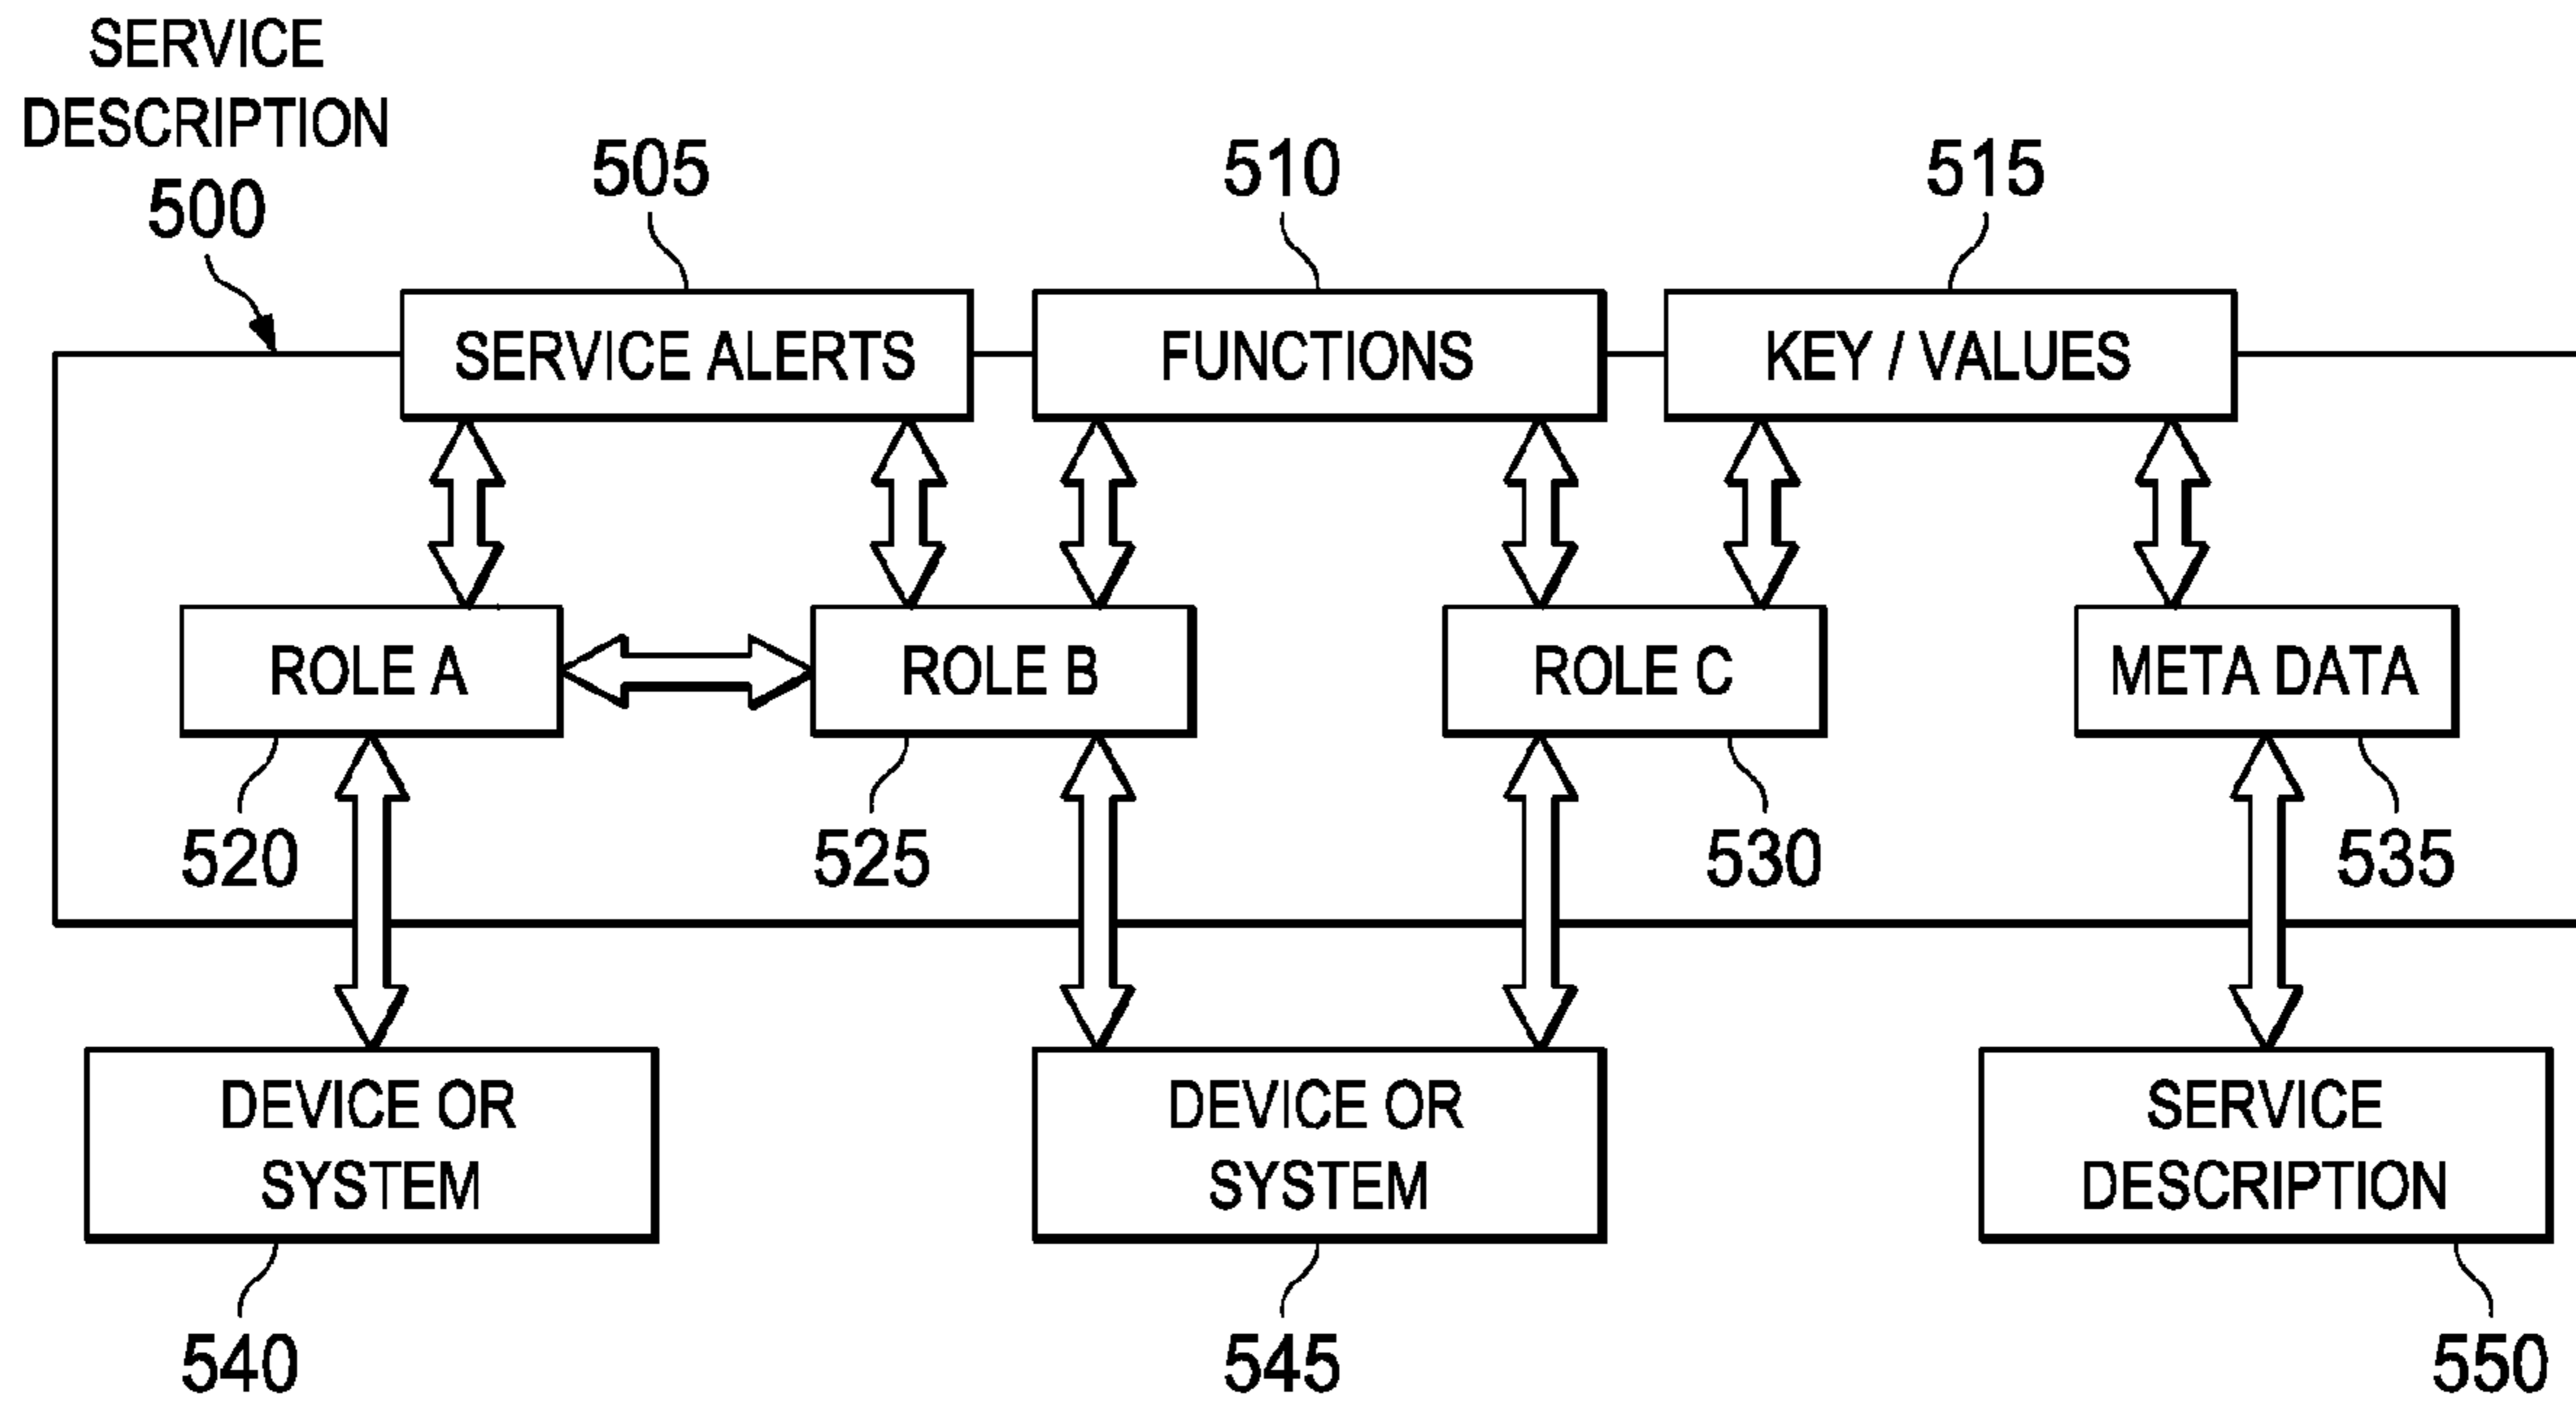 SERVICE
DESCRIPTION
500
505
510
515
SERVICE ALERTS
FUNCTIONS
KEY / VALUES
ROLE A
ROLE B
ROLE C
META DATA
520
525
530
535
DEVICE OR
SYSTEM
DEVICE OR
SYSTEM
SERVICE
DESCRIPTION
540
545
550